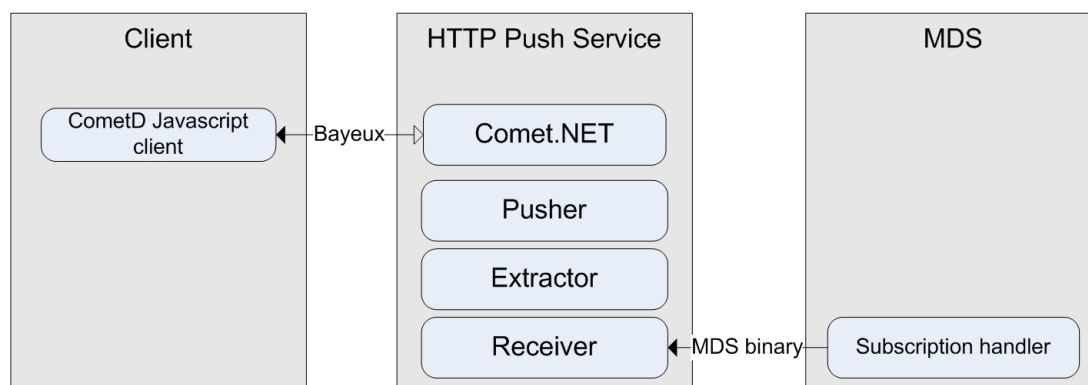 Client
HTTP Push Service
MDS
CometD Javascript
client
Bayeux
Comet.NET
Pusher
Extractor
Receiver
MDS binary
Subscription handler